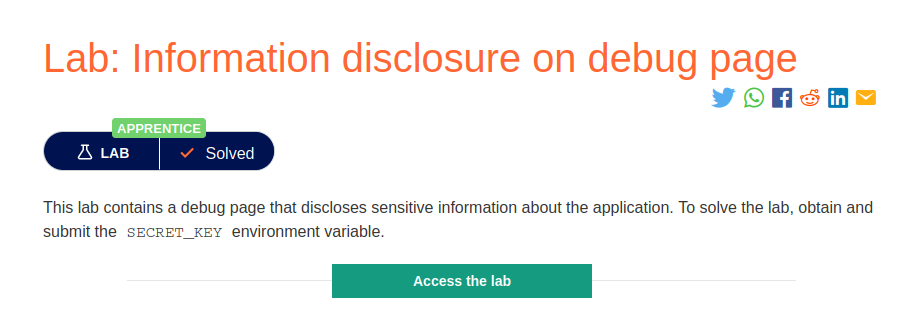 Lab: Information disclosure on debug page
APPRENTICE
LAB Solved
This lab contains a debug page that discloses sensitive information about the application. To solve the lab, obtain and
submit the SECRET_KEY environment variable.
Access the lab